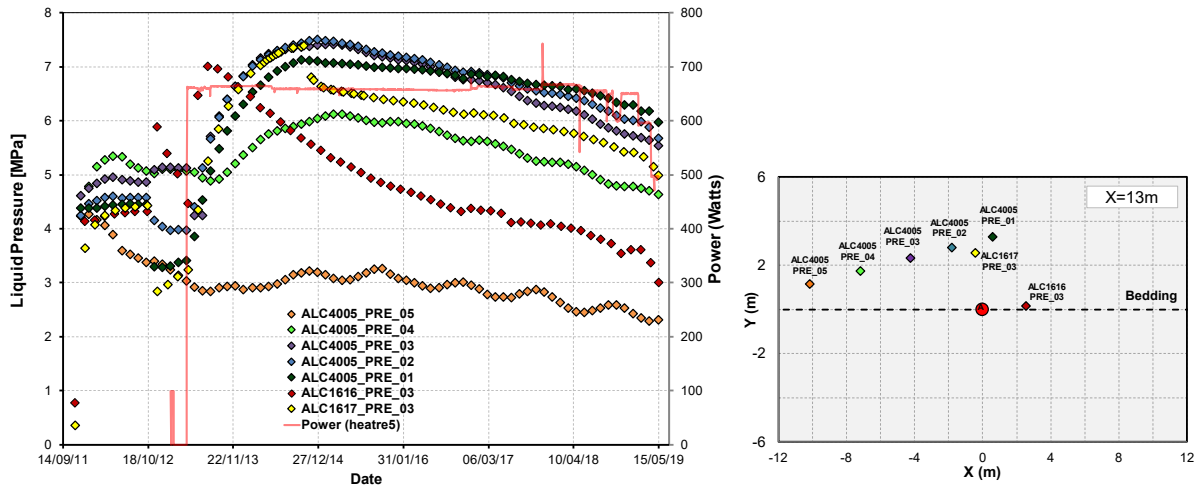 8
7
6
5
4
3
2
1
0
Liquid Pressure [MPa]
800
700
600
500
400
300
200
100
0
Power (Watts)
ALC4005_PRE_05
ALC4005_PRE_04
ALC4005_PRE_03
ALC4005_PRE_02
ALC4005_PRE_01
ALC1616_PRE_03
ALC1617_PRE_03
Power (heatre5)
14/09/11 18/10/12 22/11/13 27/12/14 31/01/16 06/03/17 10/04/18 15/05/19
Date
6
2
-2
-6
Y (m)
X=13m
ALC4005
PRE_01
ALC4005
PRE_02
ALC4005
PRE_03
ALC4005
PRE_04
ALC4005
PRE_05
ALC1617
PRE_03
ALC1616
PRE_03
Bedding
-12 -8 -4 0 4 8 12
X (m)